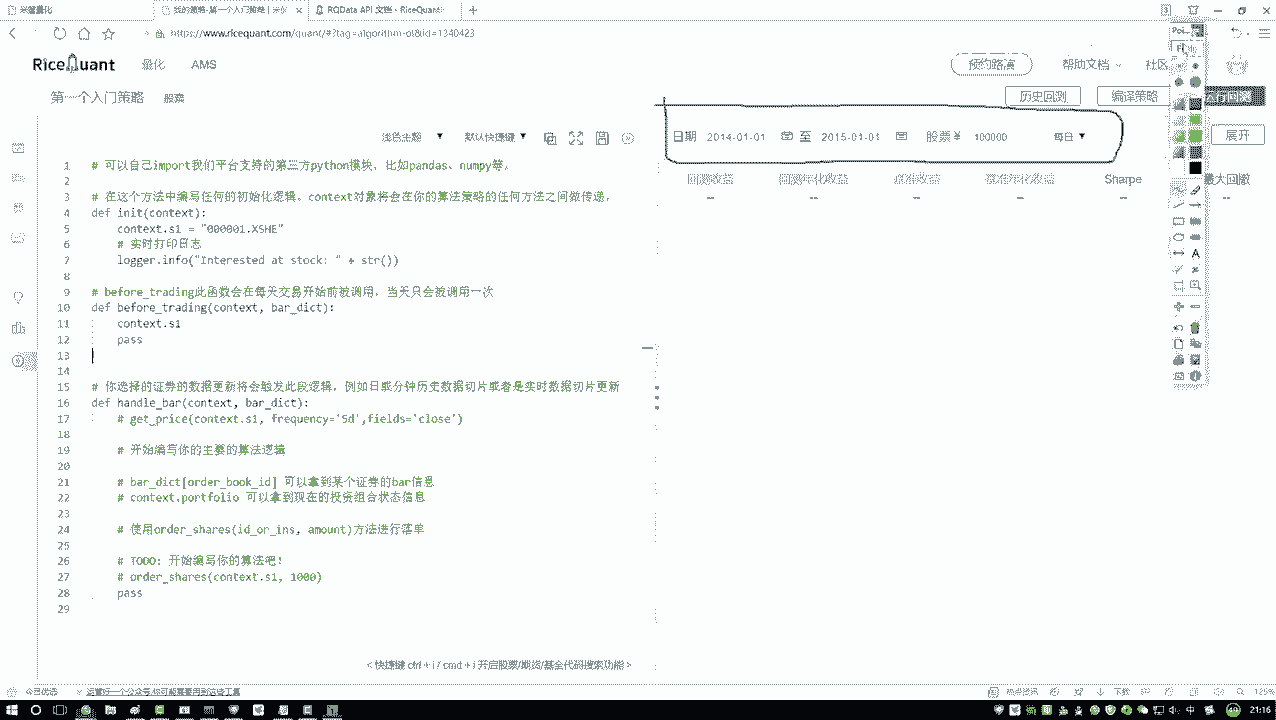 米筐量化
我的策略-第一个入门策略 | 米筐
RQData API 文档 - RiceQuant
https://www.ricequant.com/quant/#?tag=algorithm-ot&id=1340423
RiceQuant 量化 AMS 预约路演 帮助文档 社区
第一个入门策略 股票 历史回测 编译策略
浅色主题 默认快捷键 日期 2014-01-01 至 2015-01-01 股票¥ 100000 每日 展开
回测收益 回测年化收益 基准收益 基准年化收益 Sharpe 最大回撤
-- -- -- -- -- --
1 # 可以自己import我们平台支持的第三方python模块，比如pandas、numpy等。
2
3 # 在这个方法中编写任何的初始化逻辑。context对象将会在你的算法策略的任何方法之间做传递。
4 def init(context):
5 context.s1 = "000001.XSHE"
6 # 实时打印日志
7 logger.info("Interested at stock: " + str())
8
9 # before_trading此函数会在每天交易开始前被调用，当天只会被调用一次
10 def before_trading(context, bar_dict):
11 context.s1
12 pass
13
14
15 # 你选择的证券的数据更新将会触发此段逻辑，例如日或分钟历史数据切片或者是实时数据切片更新
16 def handle_bar(context, bar_dict):
17 # get_price(context.s1, frequency='5d',fields='close')
18
19 # 开始编写你的主要的算法逻辑
20
21 # bar_dict[order_book_id] 可以拿到某个证券的bar信息
22 # context.portfolio 可以拿到现在的投资组合状态信息
23
24 # 使用order_shares(id_or_ins, amount)方法进行落单
25
26 # TODO: 开始编写你的算法吧！
27 # order_shares(context.s1, 1000)
28 pass
29
< 快捷键 ctrl + i / cmd + i 开启股票/期货/基金代码搜索功能 >
今日优选 运营好一个公众号,你可能需要用到这些工具 下载
21:16